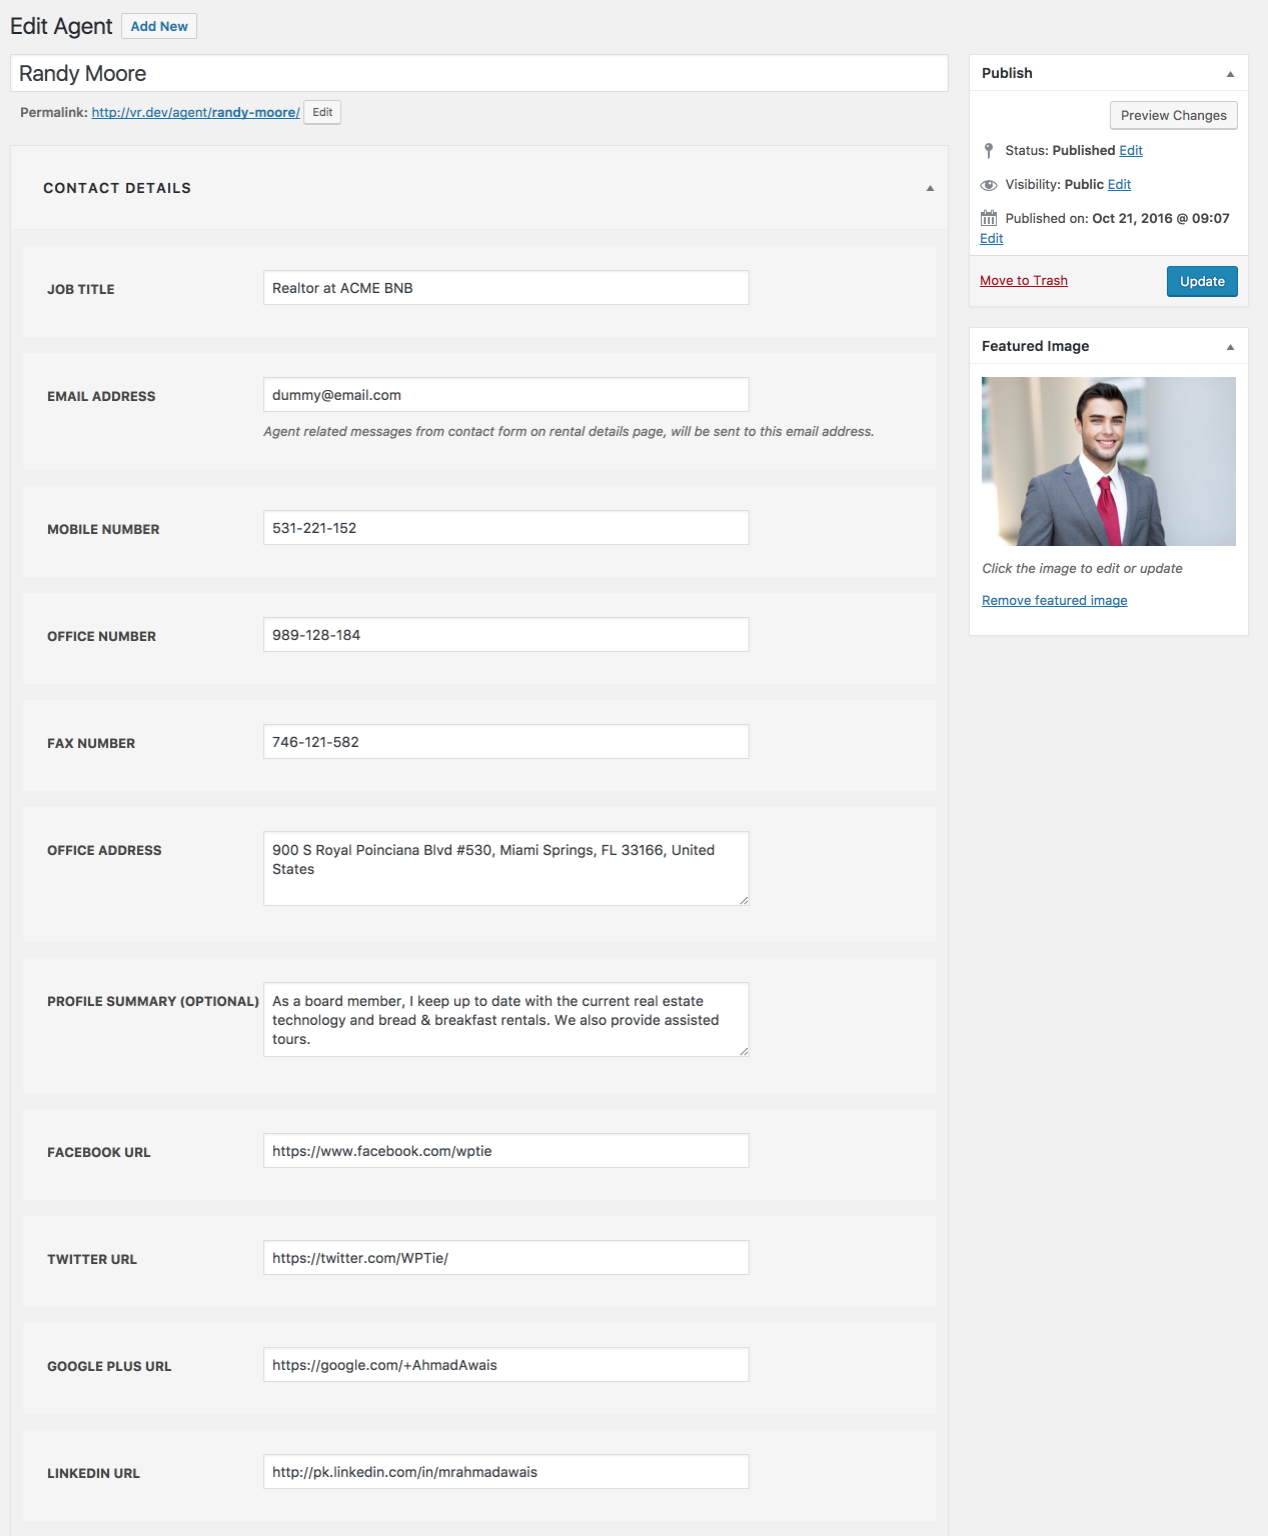 Edit Agent Add New
Randy Moore
Permalink: http://vr.dev/agent/randy-moore/ Edit
CONTACT DETAILS
JOB TITLE
Realtor at ACME BNB
EMAIL ADDRESS
dummy@email.com
Agent related messages from contact form on rental details page, will be sent to this email address.
MOBILE NUMBER
531-221-152
OFFICE NUMBER
989-128-184
FAX NUMBER
746-121-582
OFFICE ADDRESS
900 S Royal Poinciana Blvd #530, Miami Springs, FL 33166, United
States
PROFILE SUMMARY (OPTIONAL)
As a board member, I keep up to date with the current real estate
technology and bread & breakfast rentals. We also provide assisted
tours.
FACEBOOK URL
https://www.facebook.com/wptie
TWITTER URL
https://twitter.com/WPTie/
GOOGLE PLUS URL
https://google.com/+AhmadAwais
LINKEDIN URL
http://pk.linkedin.com/in/mrahmadawais
Publish
Preview Changes
Status: Published Edit
Visibility: Public Edit
Published on: Oct 21, 2016 @ 09:07
Edit
Move to Trash Update
Featured Image
Click the image to edit or update
Remove featured image